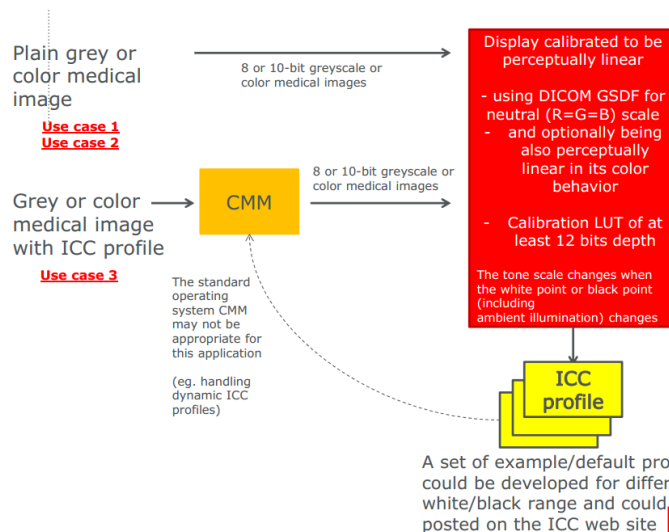 Plain grey or
color medical
image
Use case 1
Use case 2
8 or 10-bit greyscale or
color medical images
Display calibrated to be
perceptually linear
- using DICOM GSDF for
neutral (R=G=B) scale
- and optionally being
also perceptually
linear in its color
behavior
- Calibration LUT of at
least 12 bits depth
The tone scale changes when
the white point or black point
(including
ambient illumination) changes
Grey or color
medical image
with ICC profile
Use case 3
CMM
8 or 10-bit greyscale or
color medical images
The standard
operating
system CMM
may not be
appropriate for
this application
(eg. handling
dynamic ICC
profiles)
ICC
profile
A set of example/default pro
could be developed for differ
white/black range and could
posted on the ICC web site